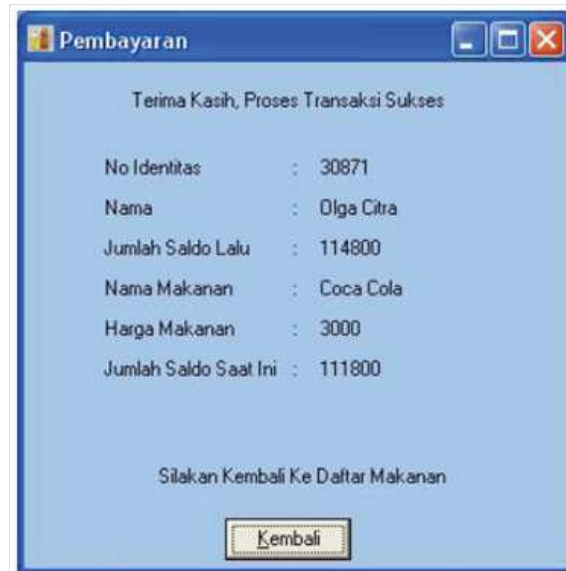 Pembayaran
Terima Kasih, Proses Transaksi Sukses
No Identitas : 30871
Nama : Olga Citra
Jumlah Saldo Lalu : 114800
Nama Makanan : Coca Cola
Harga Makanan : 3000
Jumlah Saldo Saat Ini : 111800
Silakan Kembali Ke Daftar Makanan
Kembali